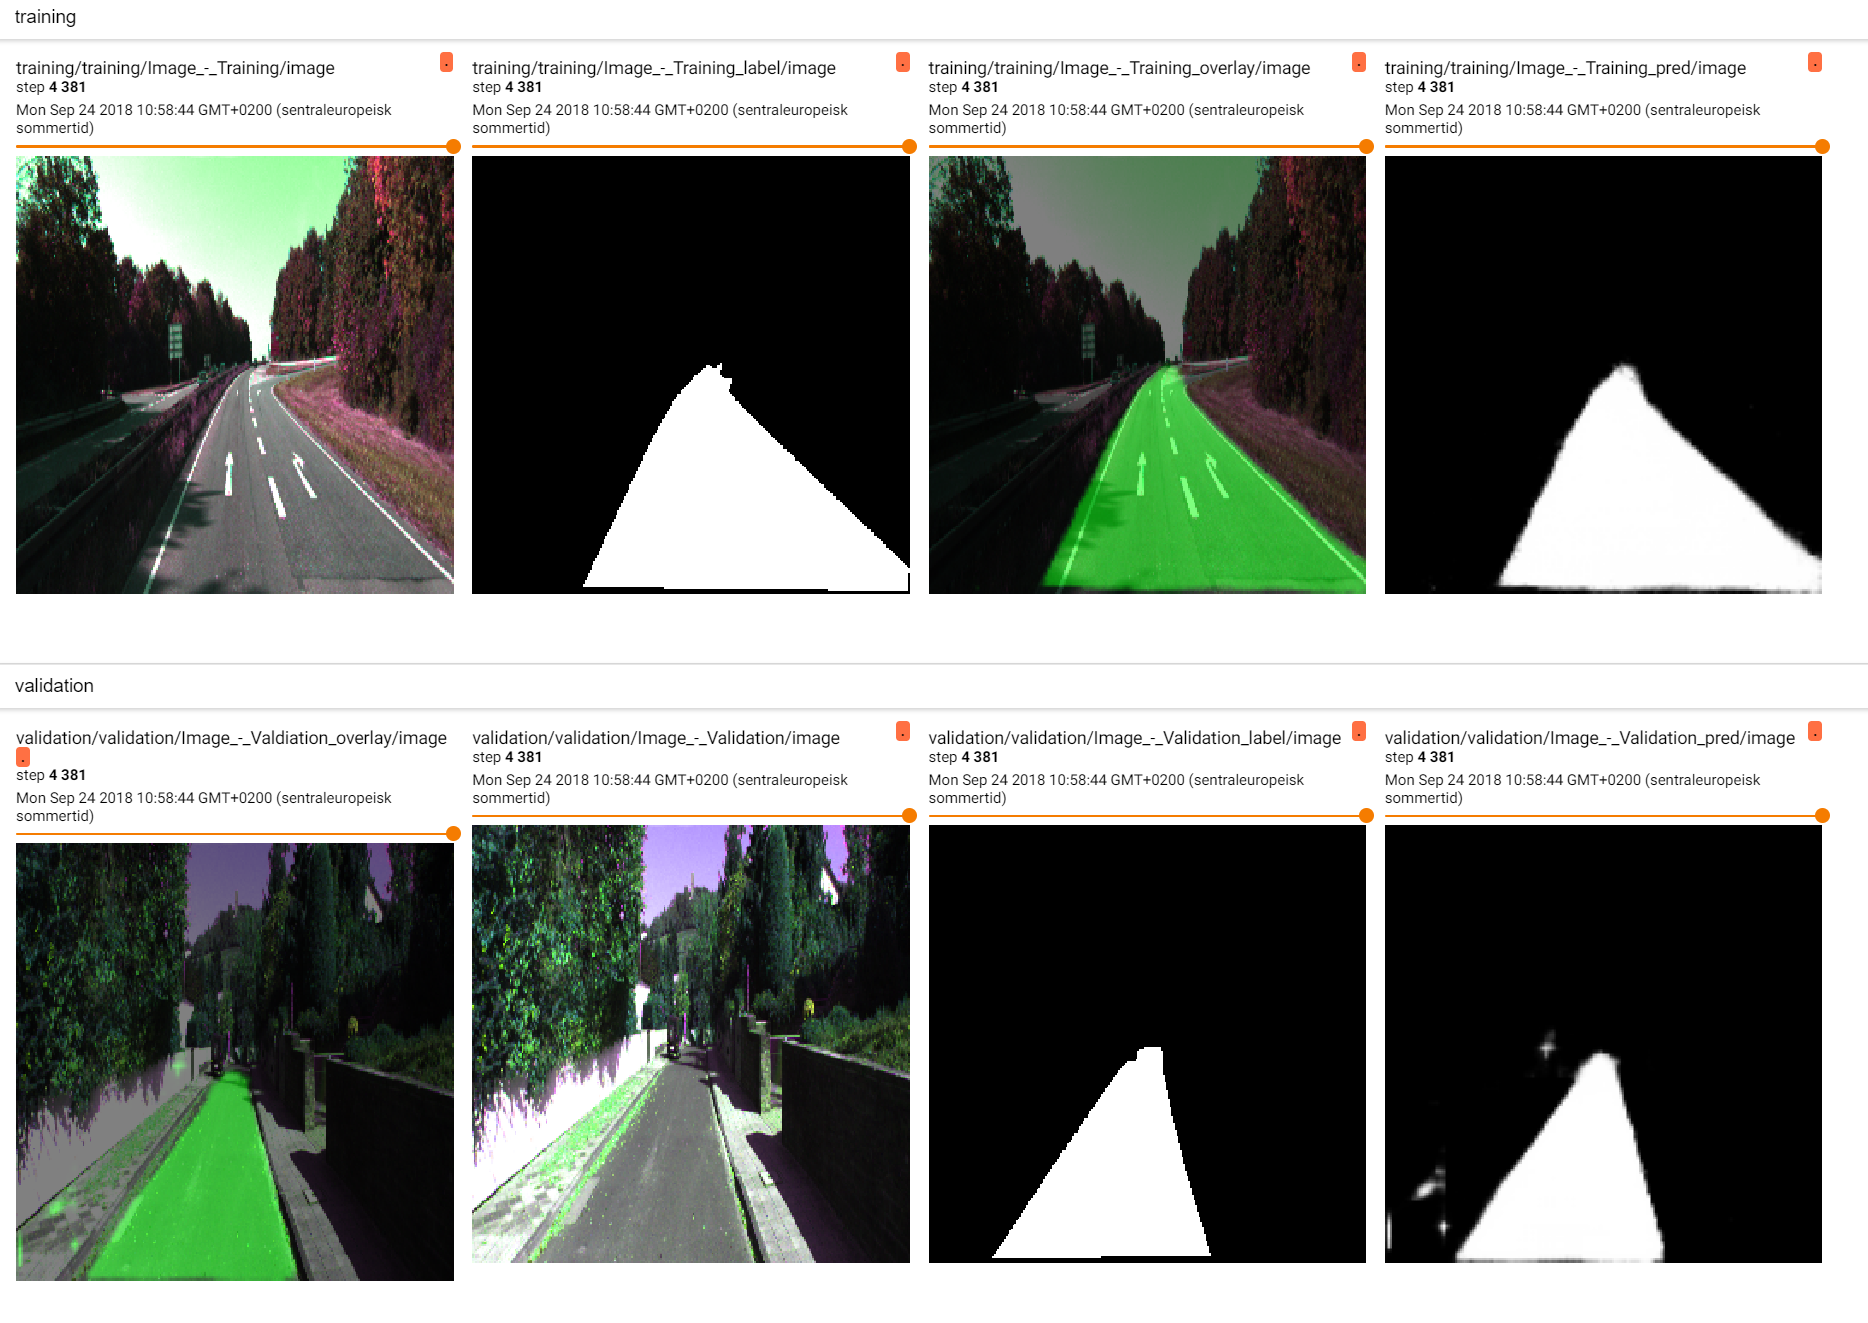 training
training/training/Image_-_Training/image
.
step 4 381
Mon Sep 24 2018 10:58:44 GMT+0200 (sentraleuropeisk
sommertid)
training/training/Image_-_Training_label/image
.
step 4 381
Mon Sep 24 2018 10:58:44 GMT+0200 (sentraleuropeisk
sommertid)
training/training/Image_-_Training_overlay/image
.
step 4 381
Mon Sep 24 2018 10:58:44 GMT+0200 (sentraleuropeisk
sommertid)
training/training/Image_-_Training_pred/image
.
step 4 381
Mon Sep 24 2018 10:58:44 GMT+0200 (sentraleuropeisk
sommertid)
validation
validation/validation/Image_-_Valdiation_overlay/image
.
step 4 381
Mon Sep 24 2018 10:58:44 GMT+0200 (sentraleuropeisk
sommertid)
validation/validation/Image_-_Validation/image
.
step 4 381
Mon Sep 24 2018 10:58:44 GMT+0200 (sentraleuropeisk
sommertid)
validation/validation/Image_-_Validation_label/image
.
step 4 381
Mon Sep 24 2018 10:58:44 GMT+0200 (sentraleuropeisk
sommertid)
validation/validation/Image_-_Validation_pred/image
.
step 4 381
Mon Sep 24 2018 10:58:44 GMT+0200 (sentraleuropeisk
sommertid)